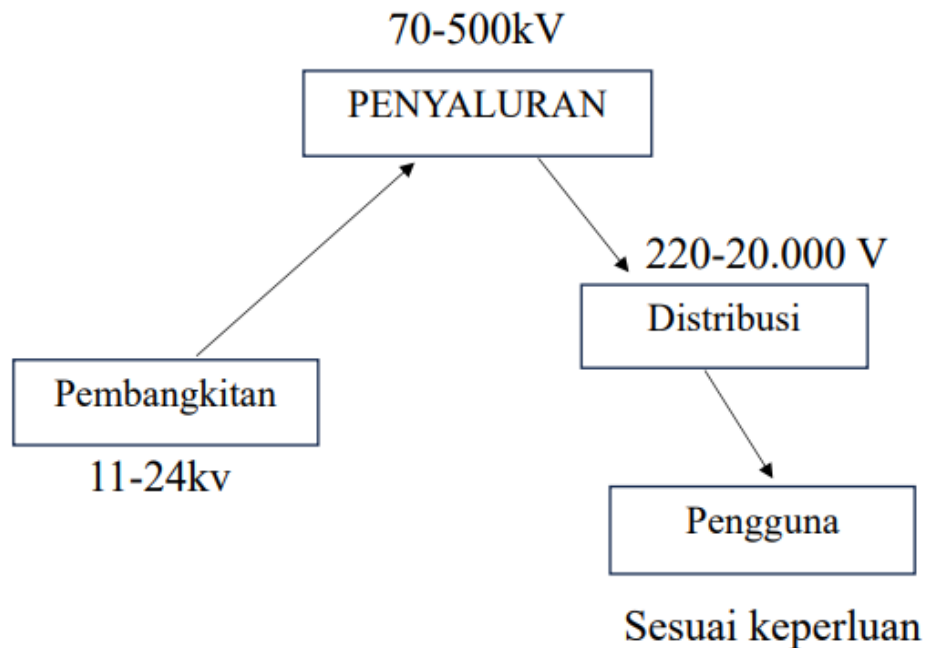 70-500kV
PENYALURAN
220-20.000 V
Distribusi
Pembangkitan
11-24kv
Pengguna
Sesuai keperluan